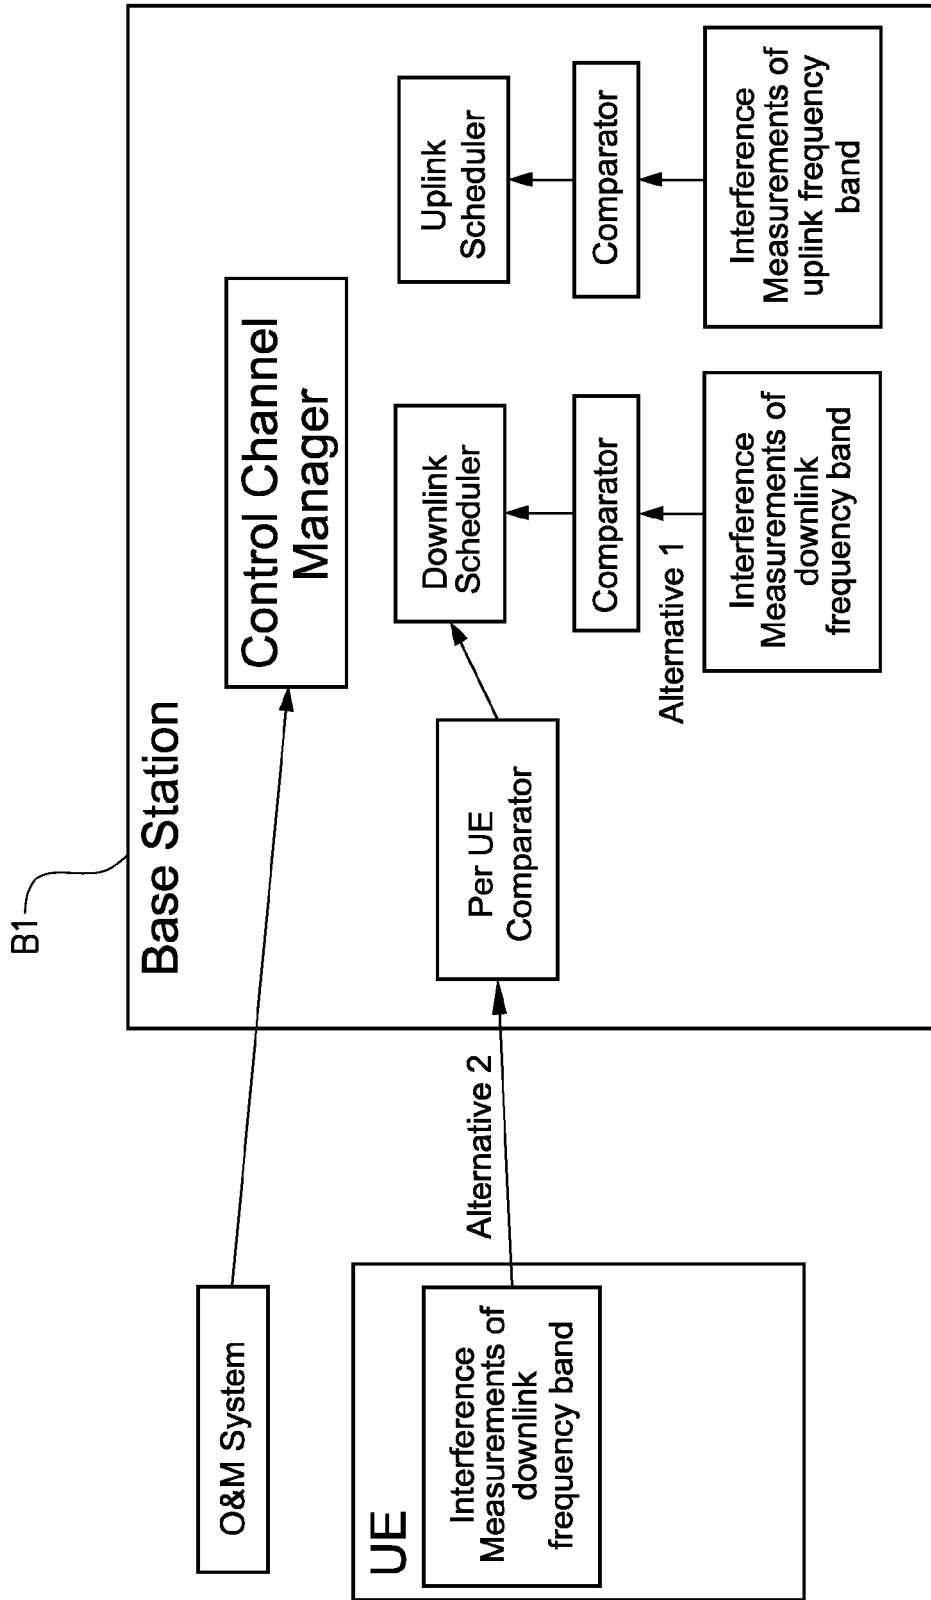 B1
Base Station
O&M System
Control Channel
Manager
UE
Interference
Measurements of
downlink
frequency band
Alternative 2
Per UE
Comparator
Downlink
Scheduler
Comparator
Alternative 1
Interference
Measurements of
downlink
frequency band
Uplink
Scheduler
Comparator
Interference
Measurements of
uplink frequency
band